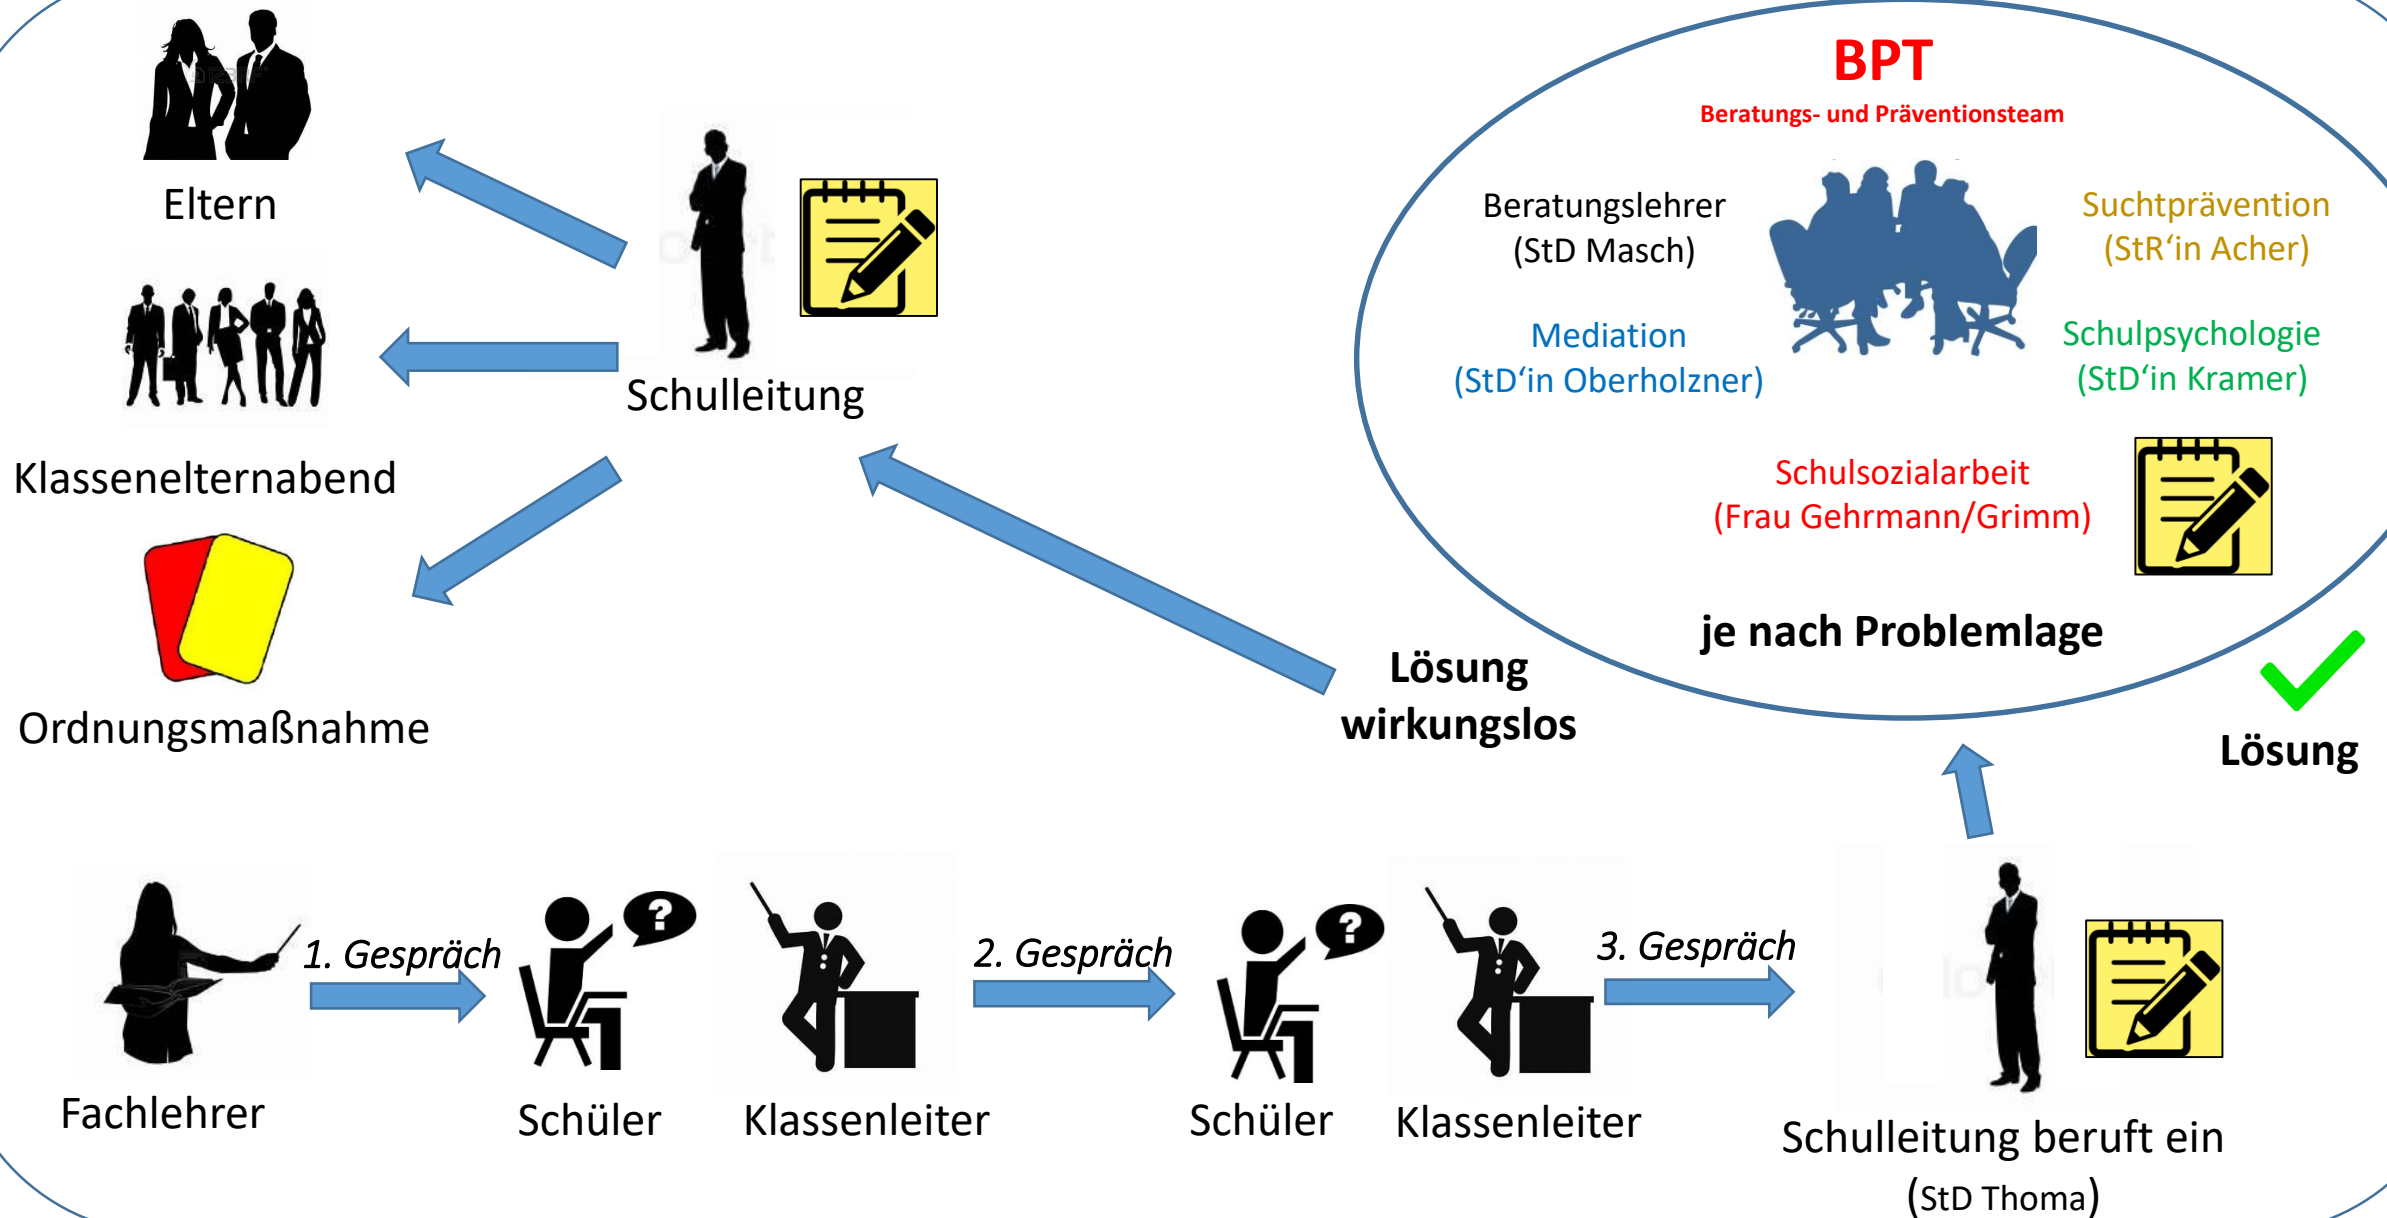 BPT
Beratungs- und Präventionsteam
Eltern
Beratungslehrer
(StD Masch)
Suchtprävention
(StR‘in Acher)
Mediation
(StD‘in Oberholzner)
Schulpsychologie
(StD‘in Kramer)
Schulleitung
Klassenelternabend
Schulsozialarbeit
(Frau Gehrmann/Grimm)
je nach Problemlage
Lösung
wirkungslos
Ordnungsmaßnahme
Lösung
1. Gespräch
?
2. Gespräch
?
3. Gespräch
Fachlehrer
Schüler
Klassenleiter
Schüler
Klassenleiter
Schulleitung beruft ein
(StD Thoma)